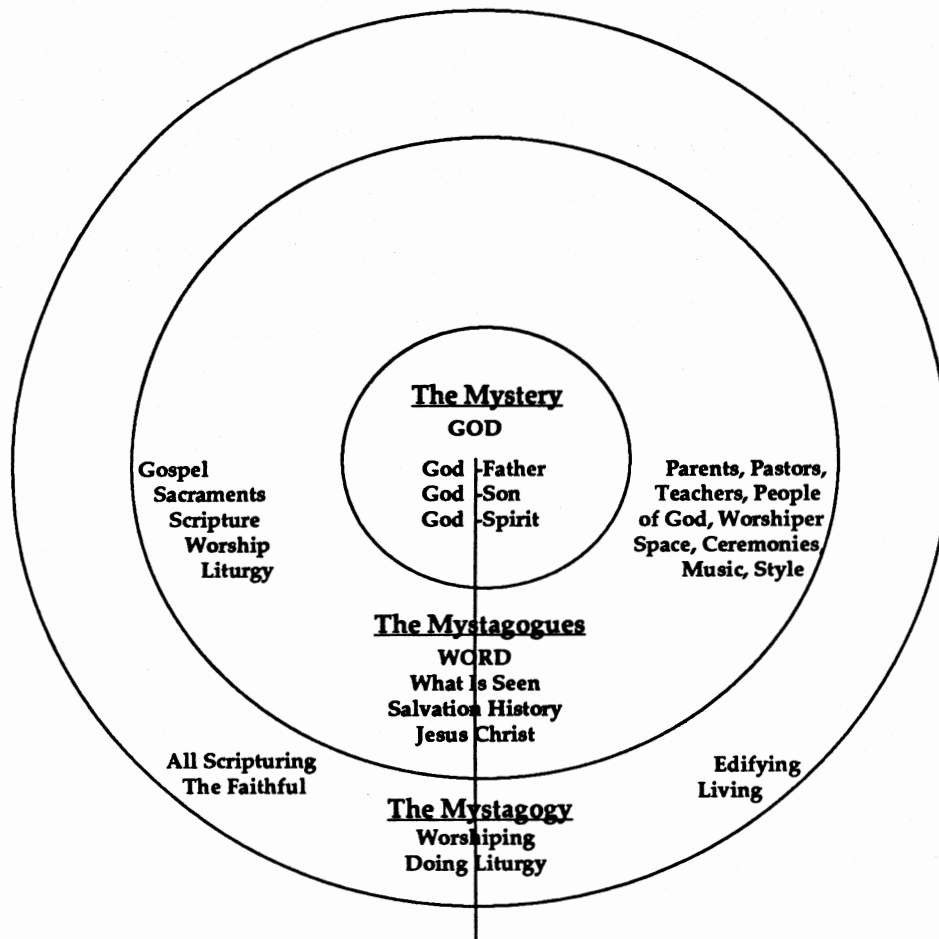 The Mystery
GOD
God -Father
God -Son
God -Spirit
Gospel
Sacraments
Scripture
Worship
Liturgy
Parents, Pastors,
Teachers, People
of God, Worshiper
Space, Ceremonies,
Music, Style
The Mystagogues
WORD
What Is Seen
Salvation History
Jesus Christ
All Scripturing
The Faithful
Edifying
Living
The Mystagogy
Worshiping
Doing Liturgy